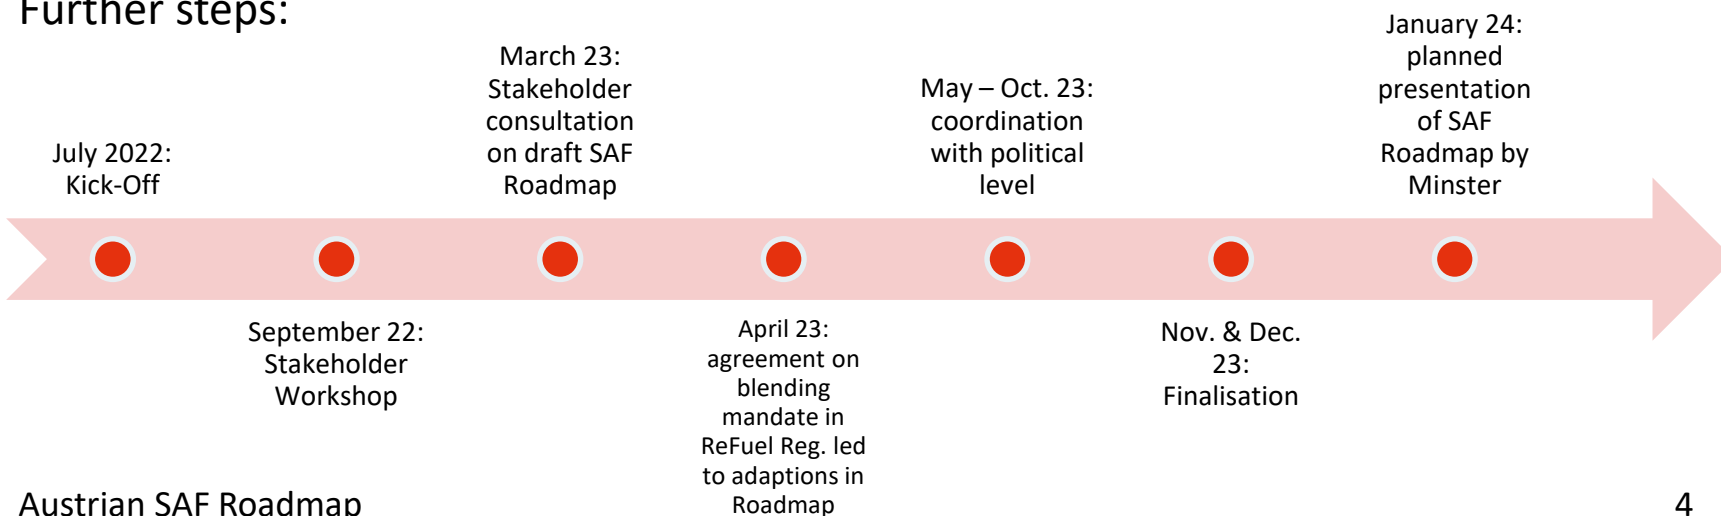 Further steps:
July 2022:
Kick-Off
September 22:
Stakeholder
Workshop
March 23:
Stakeholder
consultation
on draft SAF
Roadmap
April 23:
agreement on
blending
mandate in
ReFuel Reg. led
to adaptions in
Roadmap
May – Oct. 23:
coordination
with political
level
Nov. & Dec.
23:
Finalisation
January 24:
planned
presentation
of SAF
Roadmap by
Minster
Austrian SAF Roadmap
4